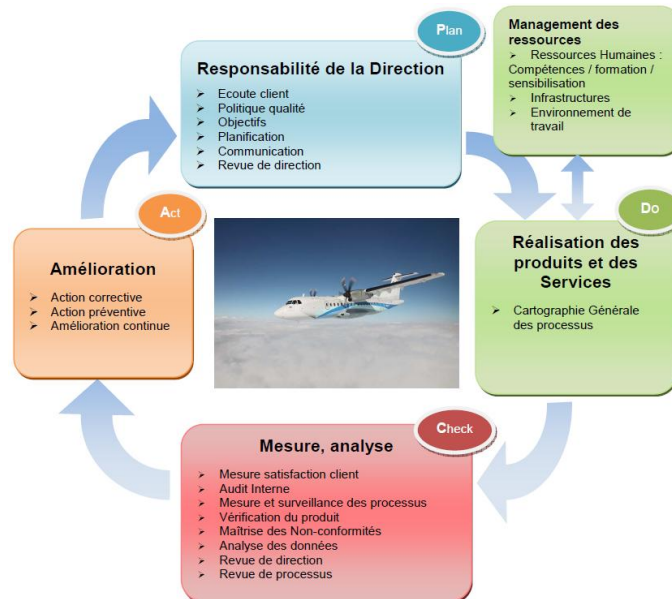 Plan
Responsabilité de la Direction
➢ Ecoute client
➢ Politique qualité
➢ Objectifs
➢ Planification
➢ Communication
➢ Revue de direction
Management des
ressources
➢ Ressources Humaines :
Compétences / formation /
sensibilisation
➢ Infrastructures
➢ Environnement de
travail
Do
Réalisation des
produits et des
Services
➢ Cartographie Générale
des processus
Act
Amélioration
➢ Action corrective
➢ Action préventive
➢ Amélioration continue
Check
Mesure, analyse
➢ Mesure satisfaction client
➢ Audit Interne
➢ Mesure et surveillance des processus
➢ Vérification du produit
➢ Maîtrise des Non-conformités
➢ Analyse des données
➢ Revue de direction
➢ Revue de processus